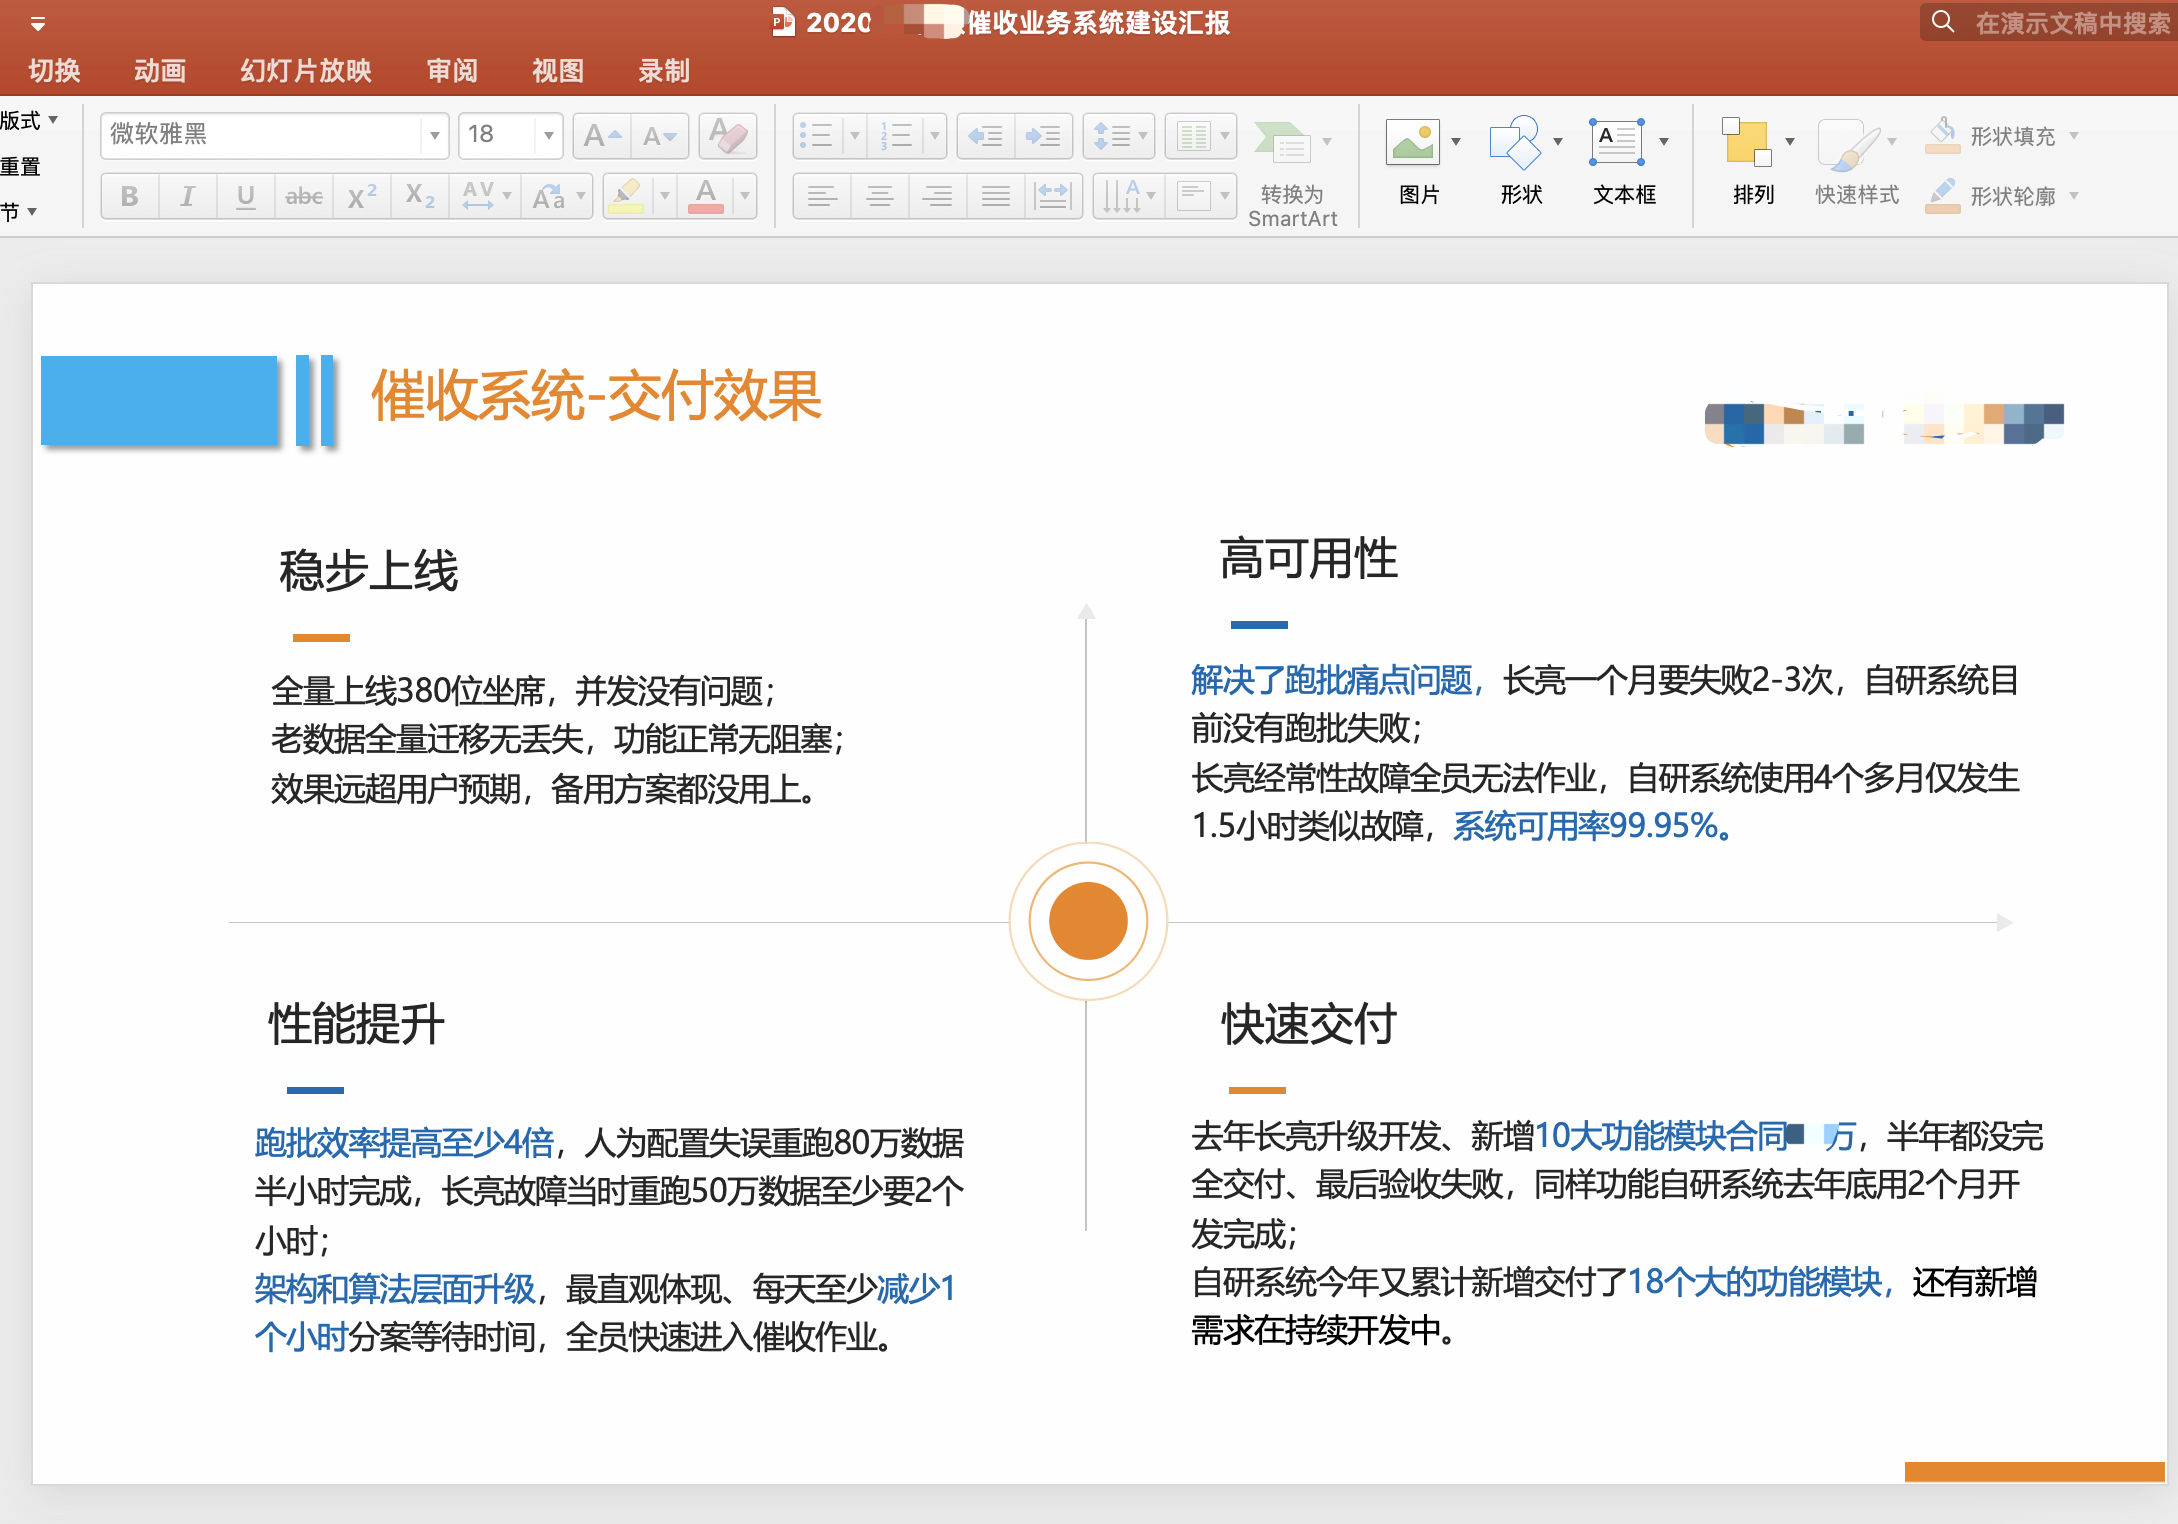 2020
催收业务系统建设汇报
在演示文稿中搜索
切换 动画 幻灯片放映 审阅 视图 录制
版式
重置
节
微软雅黑
18
A A A
B I U abc X² X₂ AV Aa A
转换为
SmartArt
图片
形状
文本框
排列
快速样式
形状填充
形状轮廓
催收系统-交付效果
稳步上线
全量上线380位坐席，并发没有问题；
老数据全量迁移无丢失，功能正常无阻塞；
效果远超用户预期，备用方案都没用上。
高可用性
解决了跑批痛点问题，长亮一个月要失败2-3次，自研系统目
前没有跑批失败；
长亮经常性故障全员无法作业，自研系统使用4个多月仅发生
1.5小时类似故障，系统可用率99.95%。
性能提升
跑批效率提高至少4倍，人为配置失误重跑80万数据
半小时完成，长亮故障当时重跑50万数据至少要2个
小时；
架构和算法层面升级，最直观体现、每天至少减少1
个小时分案等待时间，全员快速进入催收作业。
快速交付
去年长亮升级开发、新增10大功能模块合同 万，半年都没完
全交付、最后验收失败，同样功能自研系统去年底用2个月开
发完成；
自研系统今年又累计新增交付了18个大的功能模块，还有新增
需求在持续开发中。